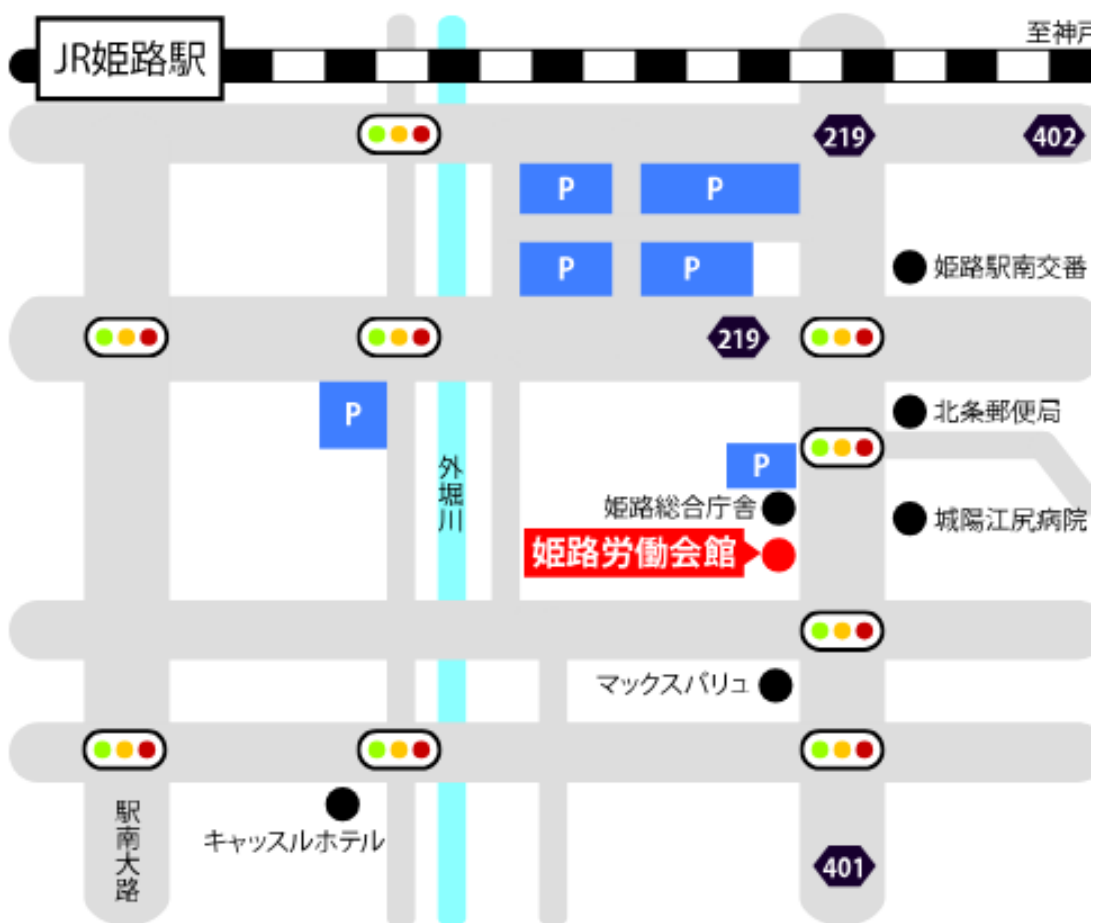 JR姫路駅
至神戸
219
402
P
P
P
P
姫路駅南交番
219
P
北条郵便局
P
外堀川
姫路総合庁舎
城陽江尻病院
姫路労働会館
マックスバリュ
駅南大路
キャッスルホテル
401